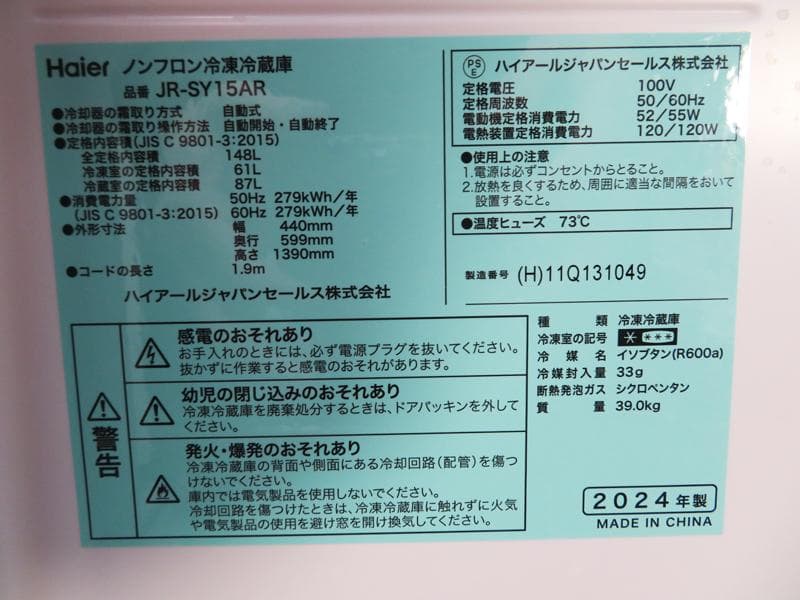 Haier ノンフロン冷凍冷蔵庫
品番 JR-SY15AR
●冷却器の霜取り方式 自動式
●冷却器の霜取り操作方法 自動開始・自動終了
●定格内容積(JIS C 9801-3:2015)
全定格内容積 148L
冷凍室の定格内容積 61L
冷蔵室の定格内容積 87L
●消費電力量 50Hz 279kWh/年
(JIS C 9801-3:2015) 60Hz 279kWh/年
●外形寸法 幅 440mm
奥行 599mm
高さ 1390mm
●コードの長さ 1.9m
ハイアールジャパンセールス株式会社
PS
E
ハイアールジャパンセールス株式会社
定格電圧 100V
定格周波数 50/60Hz
電動機定格消費電力 52/55W
電熱装置定格消費電力 120/120W
●使用上の注意
1.電源は必ずコンセントからとること。
2.放熱を良くするため、周囲に適当な間隔をおいて
設置すること。
●温度ヒューズ 73℃
製造番号 (H)11Q131049
警告
感電のおそれあり
お手入れのときには、必ず電源プラグを抜いてください。
抜かずに作業すると感電のおそれがあります。
幼児の閉じ込みのおそれあり
冷凍冷蔵庫を廃棄処分するときは、ドアパッキンを外して
ください。
発火・爆発のおそれあり
冷凍冷蔵庫の背面や側面にある冷却回路(配管)を傷つ
けないでください。
庫内では電気製品を使用しないでください。
冷却回路を傷つけたときは、冷凍冷蔵庫に触れずに火気
や電気製品の使用を避け窓を開け換気してください。
種類 冷凍冷蔵庫
冷凍室の記号 * ***
冷媒名 イソブタン(R600a)
冷媒封入量 33g
断熱発泡ガス シクロペンタン
質量 39.0kg
2024年製
MADE IN CHINA